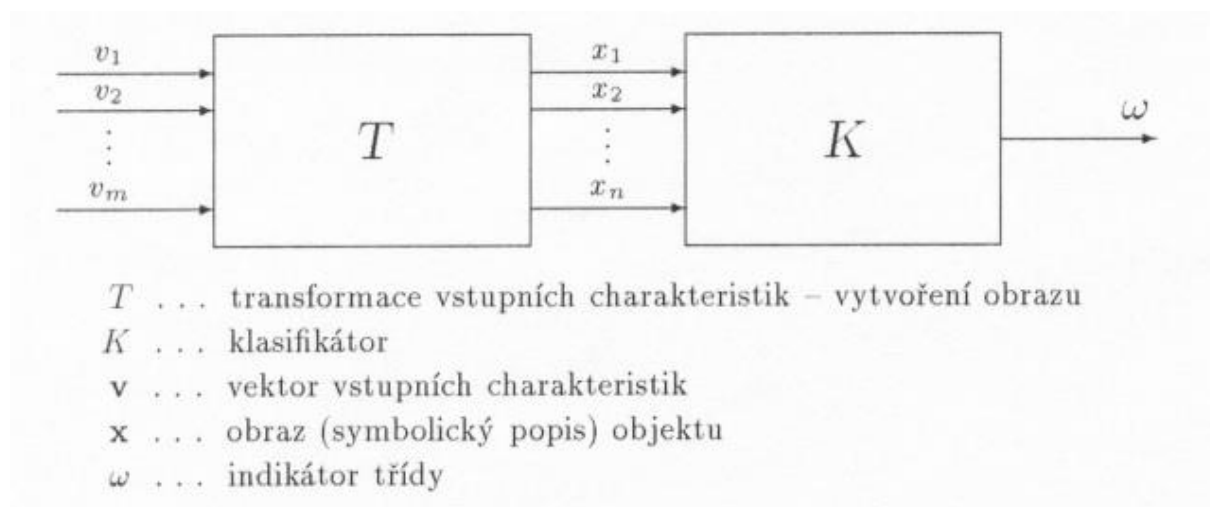 v₁ x₁
v₂ x₂ ω
⋮ T ⋮ K
vₘ xₙ
T ... transformace vstupních charakteristik – vytvoření obrazu
K ... klasifikátor
v ... vektor vstupních charakteristik
x ... obraz (symbolický popis) objektu
ω ... indikátor třídy